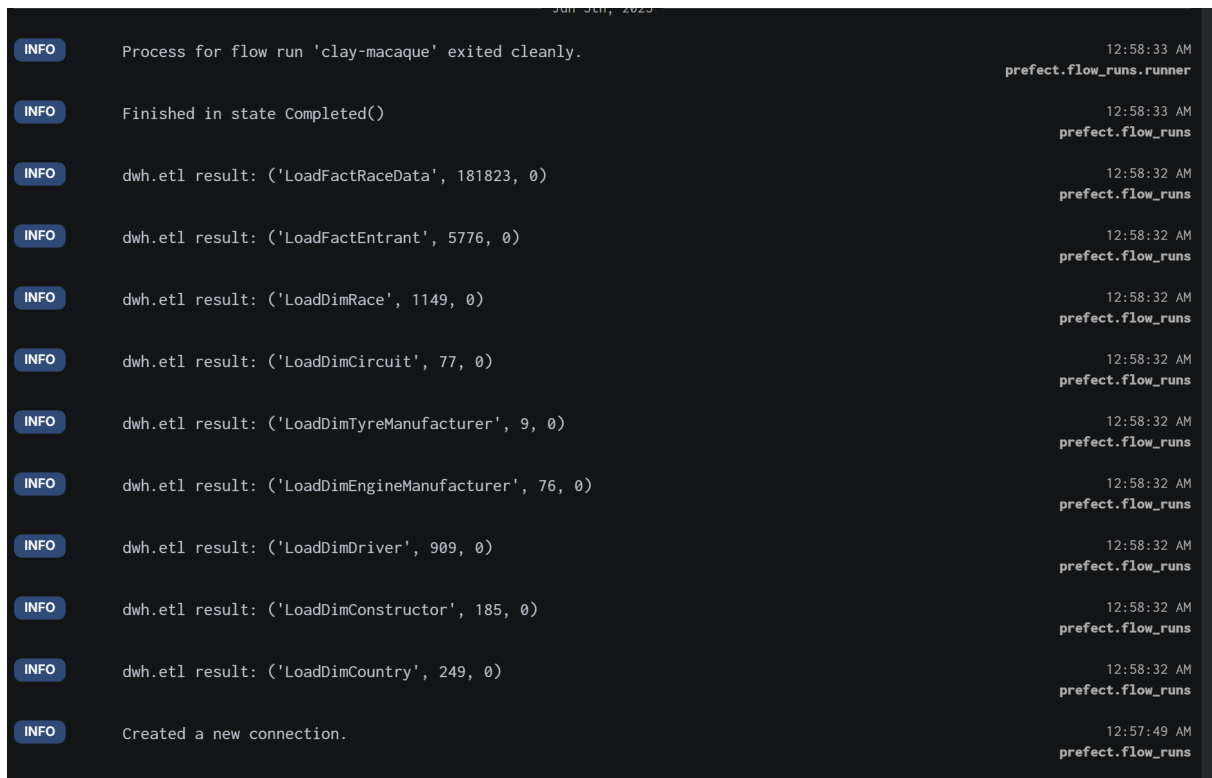 Jun 5th, 2025
INFO Process for flow run 'clay-macaque' exited cleanly. 12:58:33 AM
prefect.flow_runs.runner
INFO Finished in state Completed() 12:58:33 AM
prefect.flow_runs
INFO dwh.etl result: ('LoadFactRaceData', 181823, 0) 12:58:32 AM
prefect.flow_runs
INFO dwh.etl result: ('LoadFactEntrant', 5776, 0) 12:58:32 AM
prefect.flow_runs
INFO dwh.etl result: ('LoadDimRace', 1149, 0) 12:58:32 AM
prefect.flow_runs
INFO dwh.etl result: ('LoadDimCircuit', 77, 0) 12:58:32 AM
prefect.flow_runs
INFO dwh.etl result: ('LoadDimTyreManufacturer', 9, 0) 12:58:32 AM
prefect.flow_runs
INFO dwh.etl result: ('LoadDimEngineManufacturer', 76, 0) 12:58:32 AM
prefect.flow_runs
INFO dwh.etl result: ('LoadDimDriver', 909, 0) 12:58:32 AM
prefect.flow_runs
INFO dwh.etl result: ('LoadDimConstructor', 185, 0) 12:58:32 AM
prefect.flow_runs
INFO dwh.etl result: ('LoadDimCountry', 249, 0) 12:58:32 AM
prefect.flow_runs
INFO Created a new connection. 12:57:49 AM
prefect.flow_runs